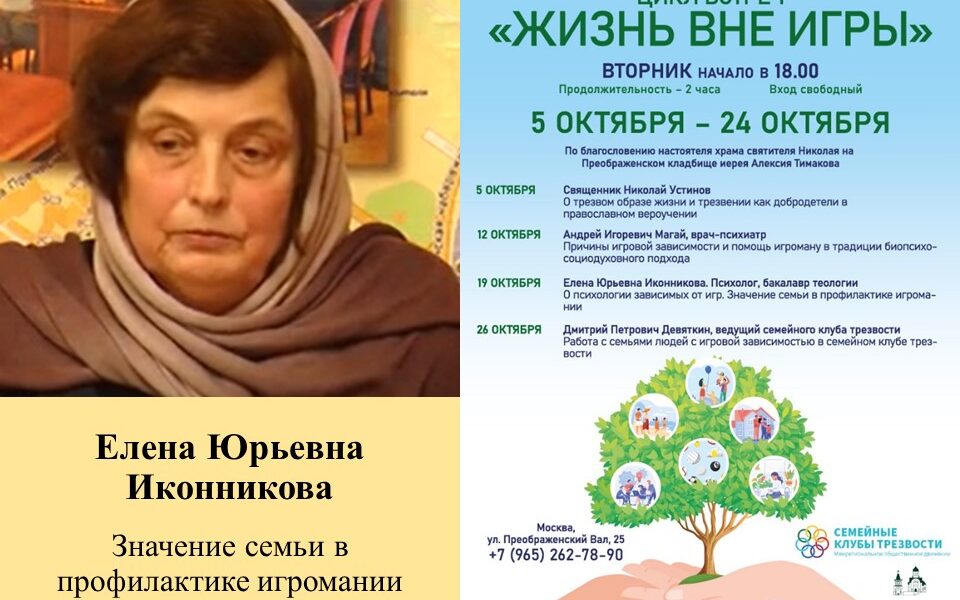 Елена Юрьевна
Иконникова
Значение семьи в
профилактике игромании
«ЖИЗНЬ ВНЕ ИГРЫ»
ВТОРНИК НАЧАЛО В 18.00
Продолжительность – 2 часа Вход свободный
5 ОКТЯБРЯ – 24 ОКТЯБРЯ
По благословению настоятеля храма святителя Николая на
Преображенском кладбище иерея Алексия Тимакова
5 ОКТЯБРЯ Священник Николай Устинов
О трезвом образе жизни и трезвении как добродетели в
православном вероучении
12 ОКТЯБРЯ Андрей Игоревич Магай, врач-психиатр
Причины игровой зависимости и помощь игроману в традиции биопсихо-
социодуховного подхода
19 ОКТЯБРЯ Елена Юрьевна Иконникова. Психолог, бакалавр теологии
О психологии зависимых от игр. Значение семьи в профилактике игрома-
нии
26 ОКТЯБРЯ Дмитрий Петрович Девяткин, ведущий семейного клуба трезвости
Работа с семьями людей с игровой зависимостью в семейном клубе трез-
вости
Москва,
ул. Преображенский Вал, 25
+7 (965) 262-78-90
СЕМЕЙНЫЕ
КЛУБЫ ТРЕЗВОСТИ
Межрегиональное общественное движение